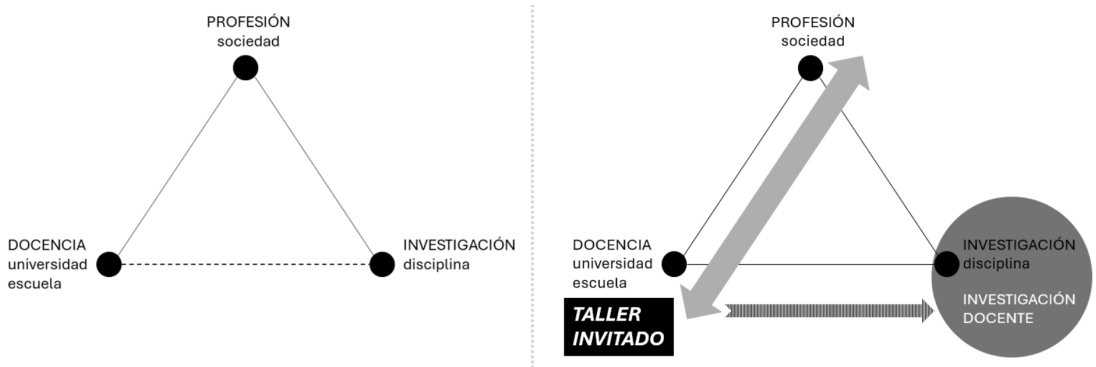 PROFESIÓN
sociedad
DOCENCIA
universidad
escuela
INVESTIGACIÓN
disciplina
PROFESIÓN
sociedad
DOCENCIA
universidad
escuela
TALLER
INVITADO
INVESTIGACIÓN
disciplina
INVESTIGACIÓN
DOCENTE